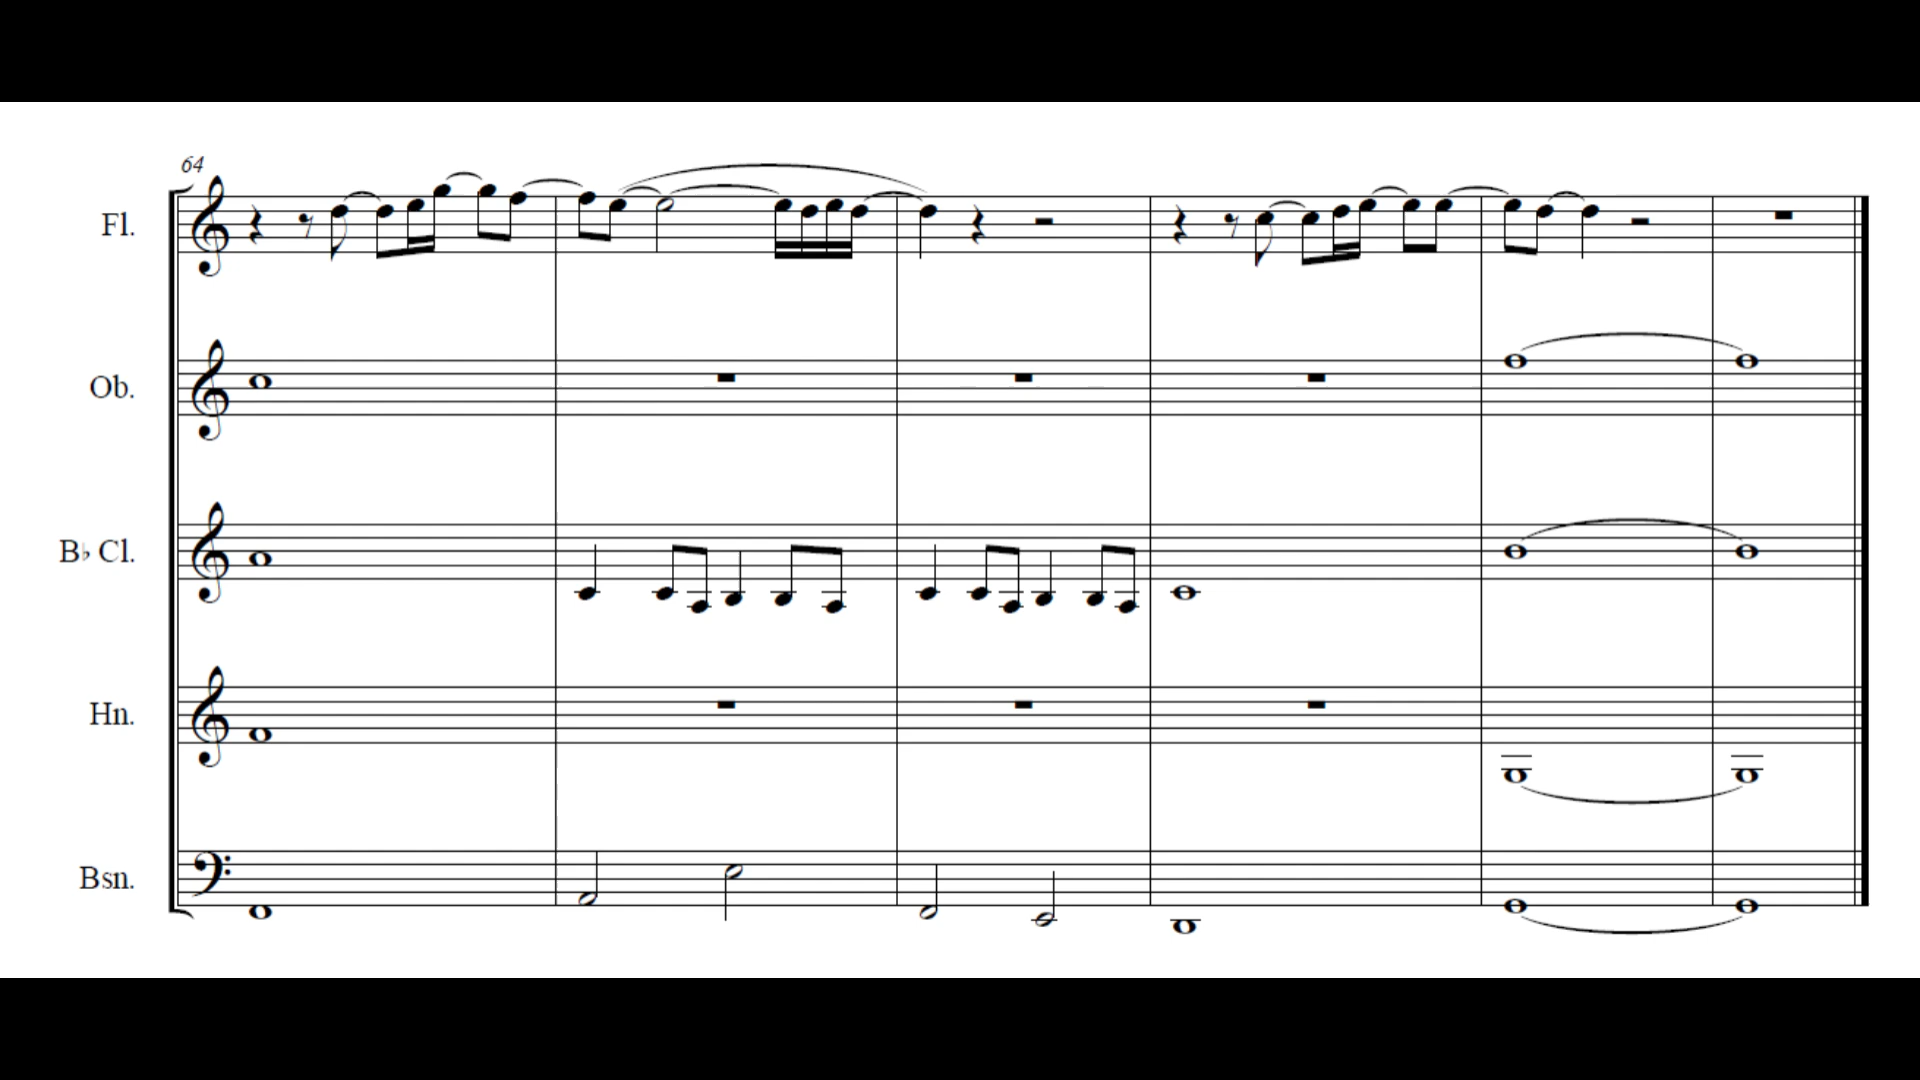 64
Fl.
Ob.
B♭ Cl.
Hn.
Bsn.